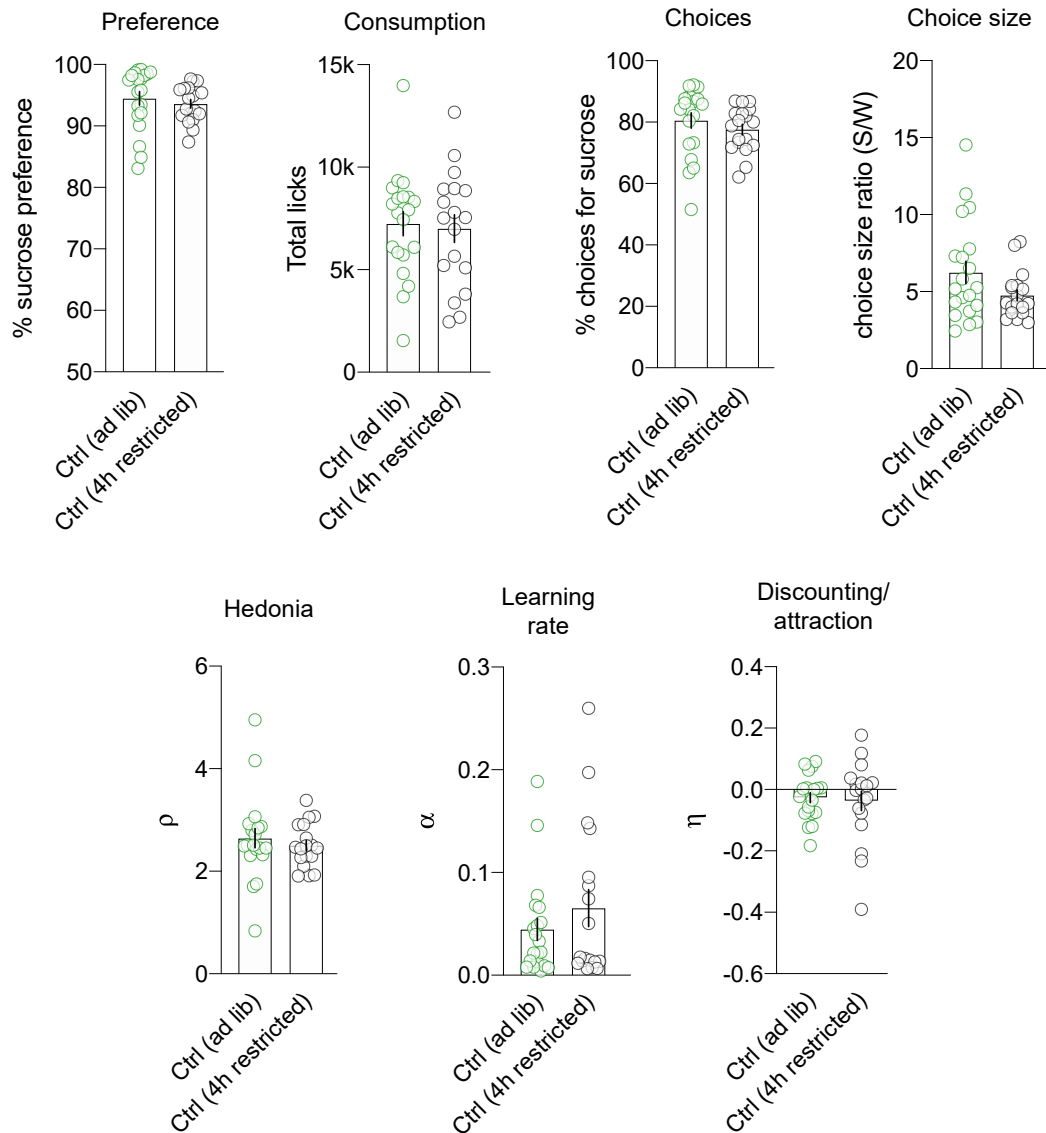 Preference
% sucrose preference
100
90
80
70
60
50
Ctrl (ad lib)
Ctrl (4h restricted)
Consumption
Total licks
15k
10k
5k
0
Ctrl (ad lib)
Ctrl (4h restricted)
Choices
% choices for sucrose
100
80
60
40
20
0
Ctrl (ad lib)
Ctrl (4h restricted)
Choice size
choice size ratio (S/W)
20
15
10
5
0
Ctrl (ad lib)
Ctrl (4h restricted)
Hedonia
ρ
6
4
2
0
Ctrl (ad lib)
Ctrl (4h restricted)
Learning
rate
α
0.3
0.2
0.1
0.0
Ctrl (ad lib)
Ctrl (4h restricted)
Discounting/
attraction
η
0.4
0.2
0.0
-0.2
-0.4
-0.6
Ctrl (ad lib)
Ctrl (4h restricted)